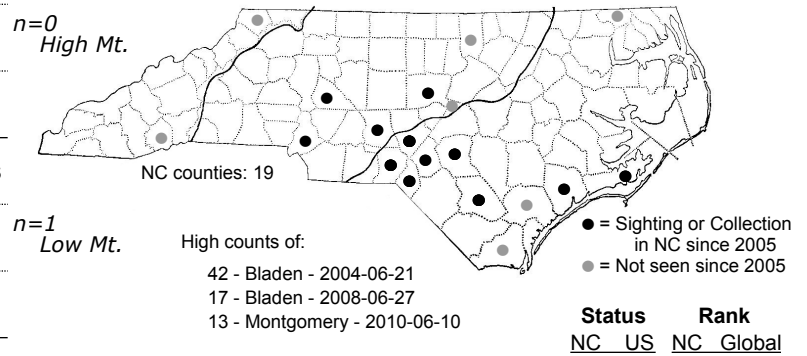 n=0
High Mt.
NC counties: 19
n=1
Low Mt.
High counts of:
42 - Bladen - 2004-06-21
17 - Bladen - 2008-06-27
13 - Montgomery - 2010-06-10
= Sighting or Collection
in NC since 2005
= Not seen since 2005
Status Rank
NC US NC Global